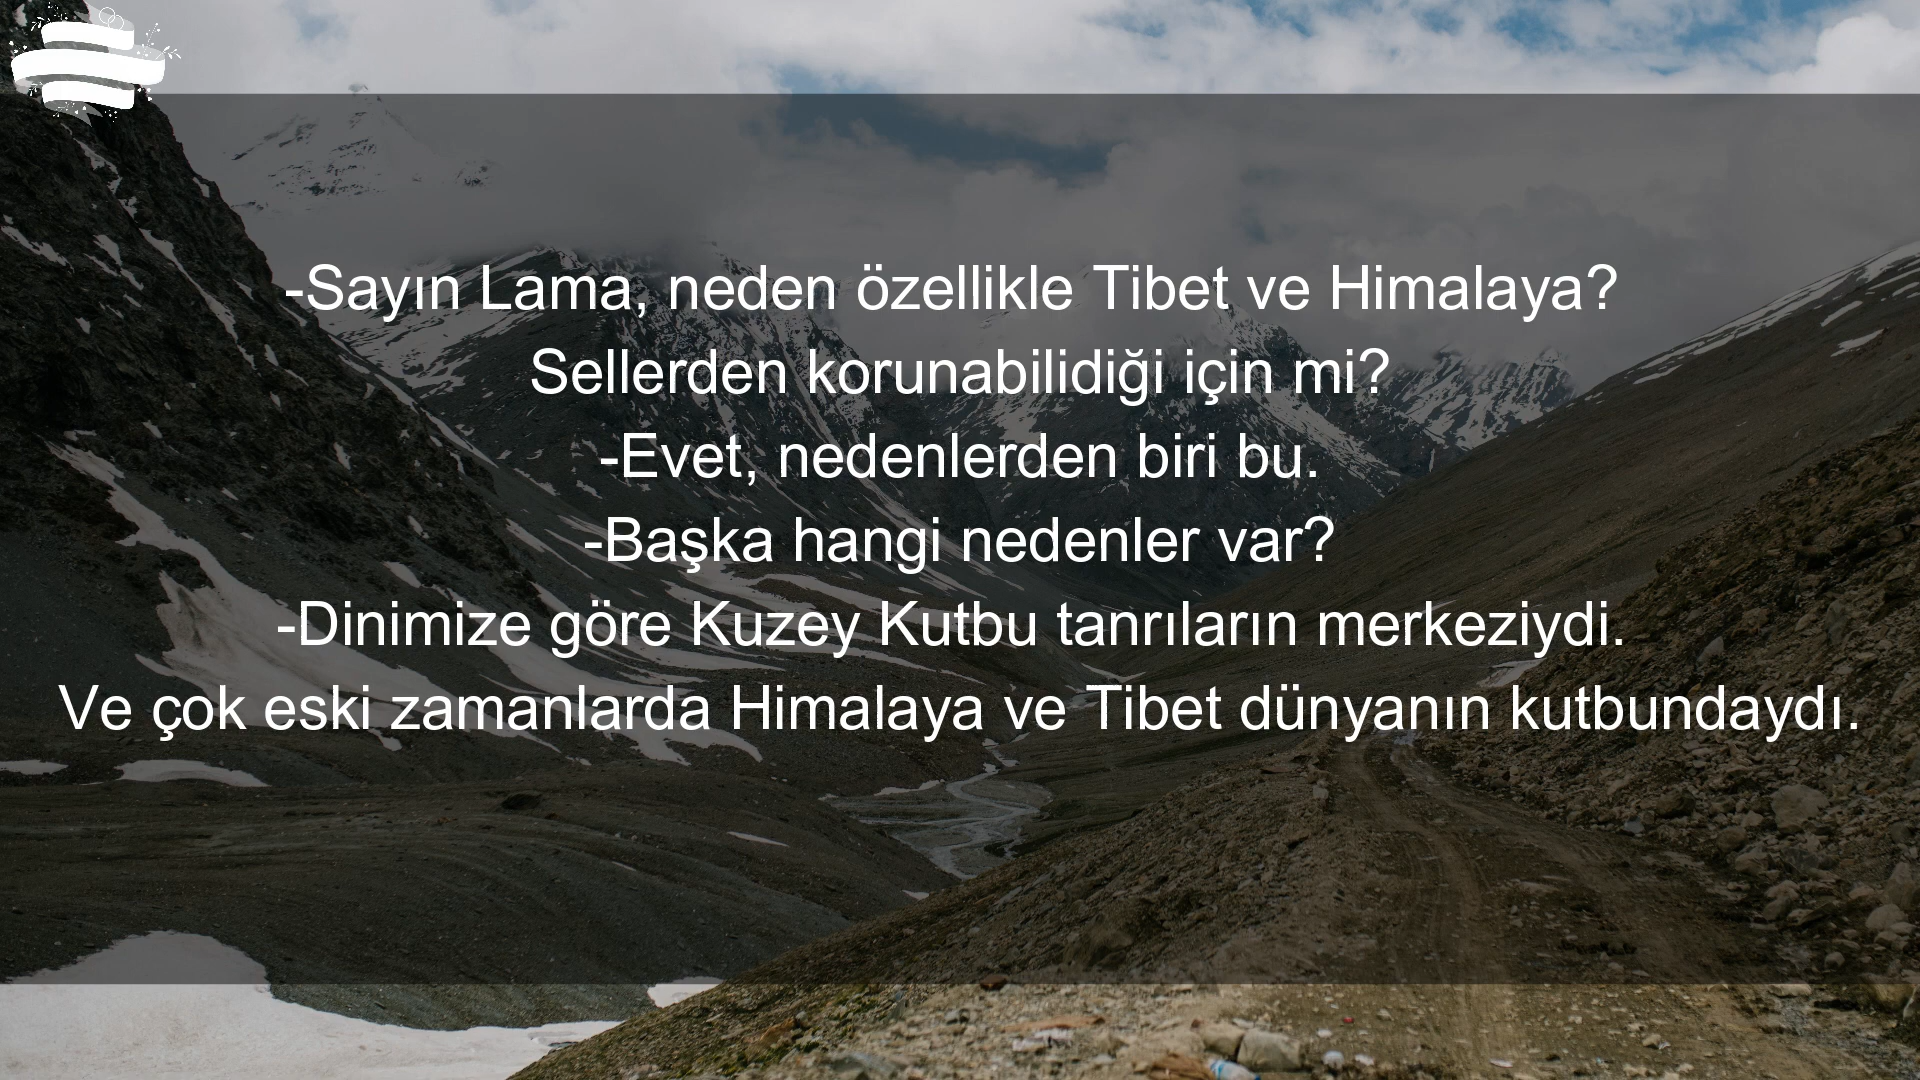 -Sayın Lama, neden özellikle Tibet ve Himalaya?
Sellerden korunabilidiği için mi?
-Evet, nedenlerden biri bu.
-Başka hangi nedenler var?
-Dinimize göre Kuzey Kutbu tanrıların merkeziydi.
Ve çok eski zamanlarda Himalaya ve Tibet dünyanın kutbundaydı.